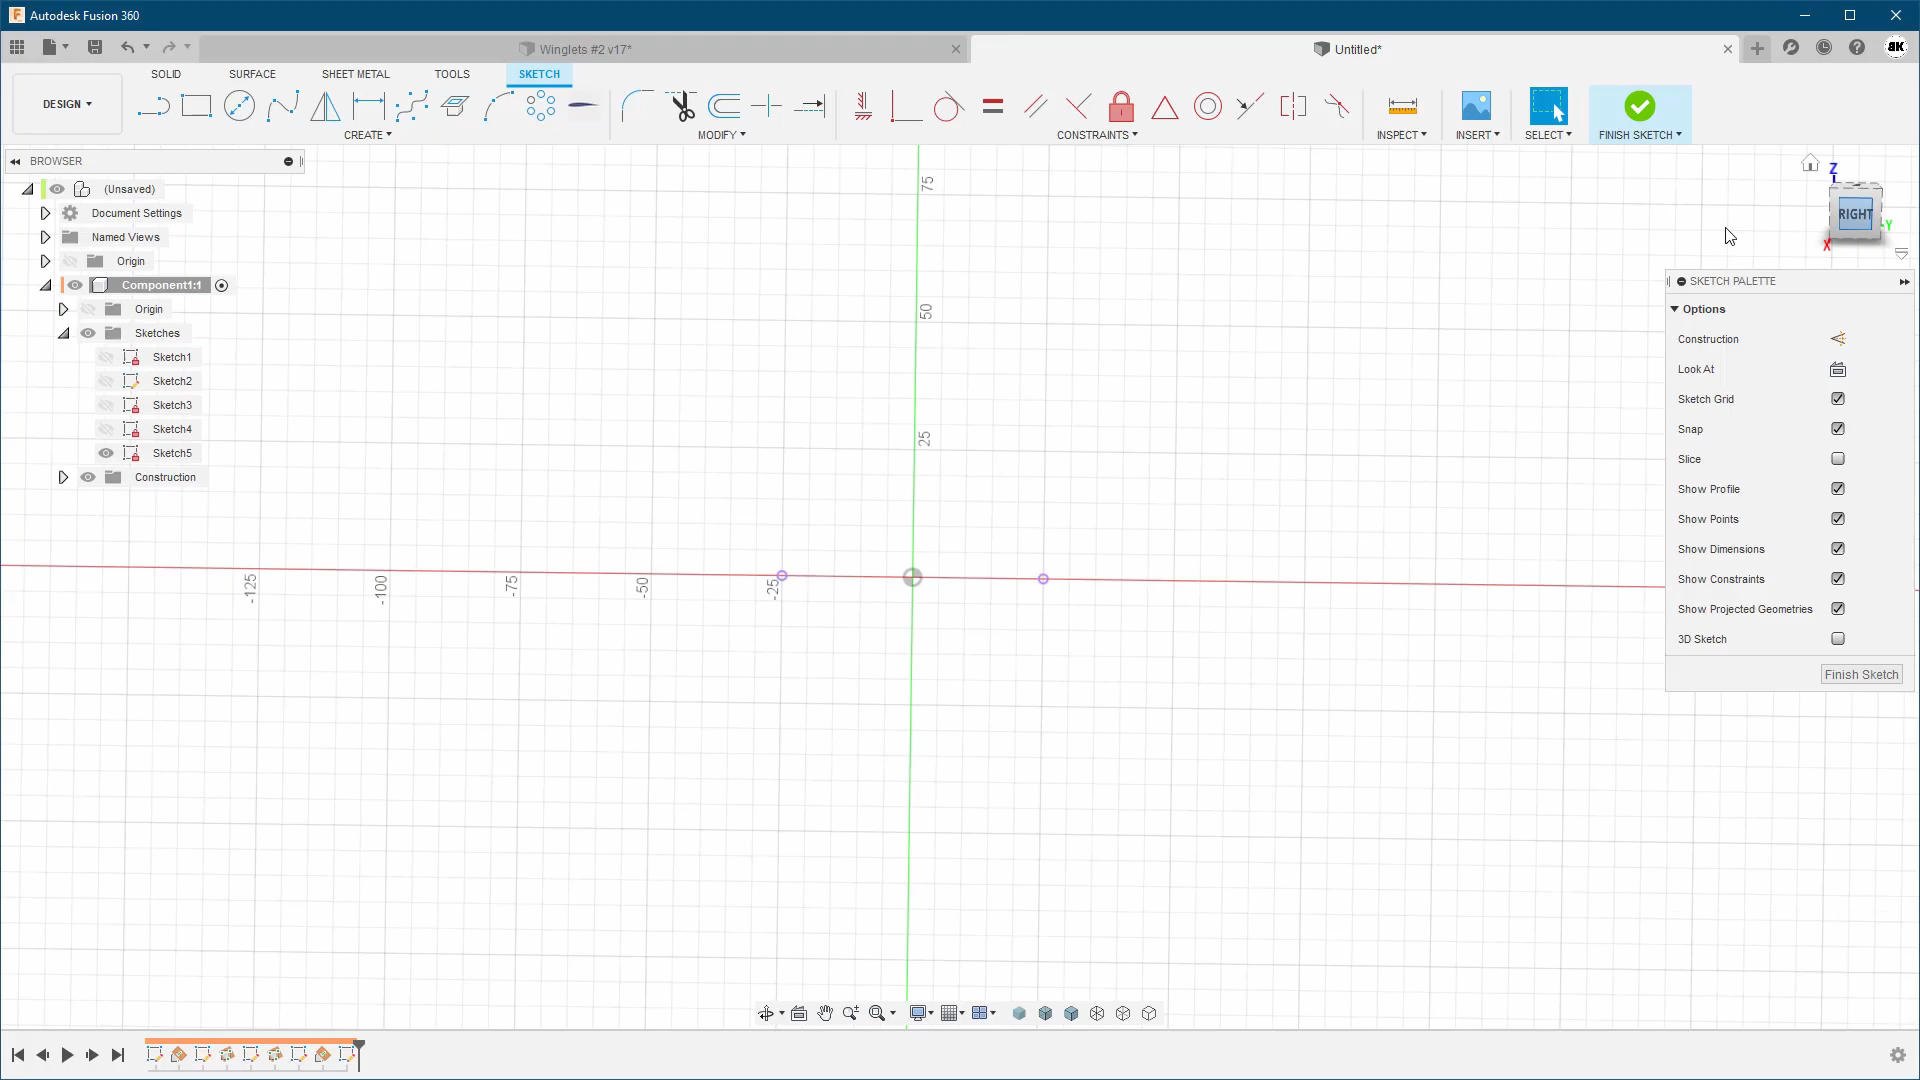 Autodesk Fusion 360
Winglets #2 v17*
Untitled*
BK
DESIGN
SOLID
SURFACE
SHEET METAL
TOOLS
SKETCH
CREATE
MODIFY
CONSTRAINTS
INSPECT
INSERT
SELECT
FINISH SKETCH
BROWSER
(Unsaved)
Document Settings
Named Views
Origin
Component1:1
Origin
Sketches
Sketch1
Sketch2
Sketch3
Sketch4
Sketch5
Construction
75
50
25
-125
-100
-75
-50
-25
Z
RIGHT
Y
X
SKETCH PALETTE
Options
Construction
Look At
Sketch Grid
Snap
Slice
Show Profile
Show Points
Show Dimensions
Show Constraints
Show Projected Geometries
3D Sketch
Finish Sketch